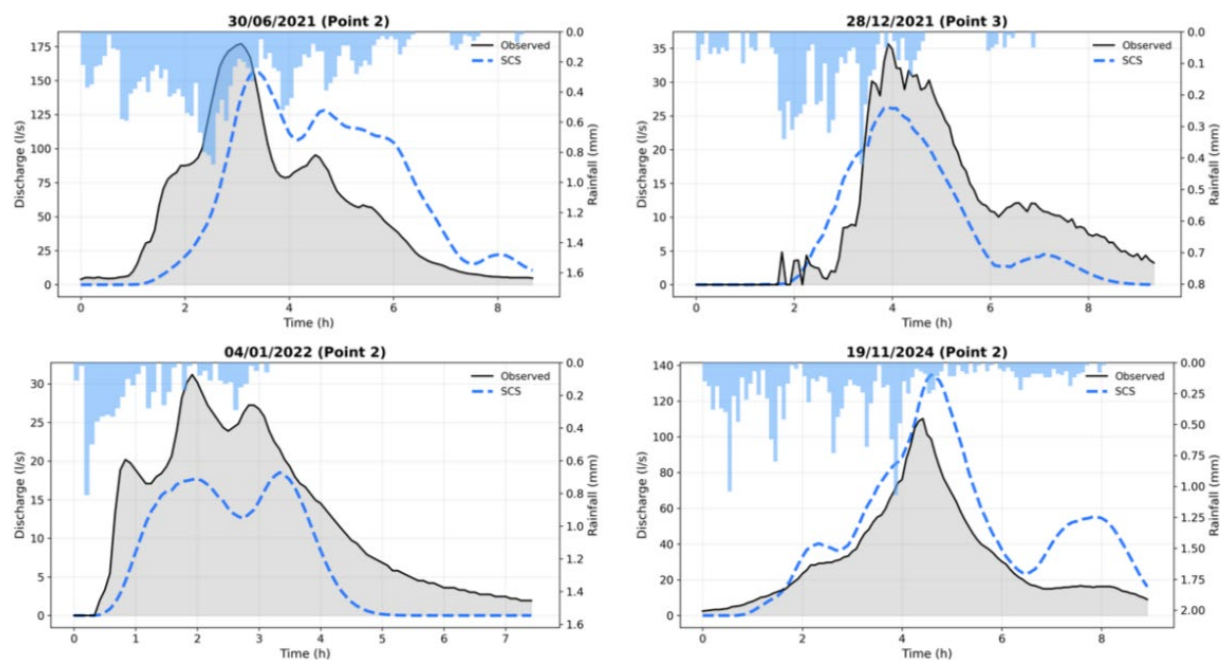 30/06/2021 (Point 2)
Discharge (l/s)
175
150
125
100
75
50
25
0
0.0
0.2
0.4
0.6
0.8
1.0
1.2
1.4
1.6
Rainfall (mm)
Observed
SCS
0 2 4 6 8
Time (h)
28/12/2021 (Point 3)
Discharge (l/s)
35
30
25
20
15
10
5
0
0.0
0.1
0.2
0.3
0.4
0.5
0.6
0.7
0.8
Rainfall (mm)
Observed
SCS
0 2 4 6 8
Time (h)
04/01/2022 (Point 2)
Discharge (l/s)
30
25
20
15
10
5
0
0.0
0.2
0.4
0.6
0.8
1.0
1.2
1.4
1.6
Rainfall (mm)
Observed
SCS
0 1 2 3 4 5 6 7
Time (h)
19/11/2024 (Point 2)
Discharge (l/s)
140
120
100
80
60
40
20
0
0.00
0.25
0.50
0.75
1.00
1.25
1.50
1.75
2.00
Rainfall (mm)
Observed
SCS
0 2 4 6 8
Time (h)